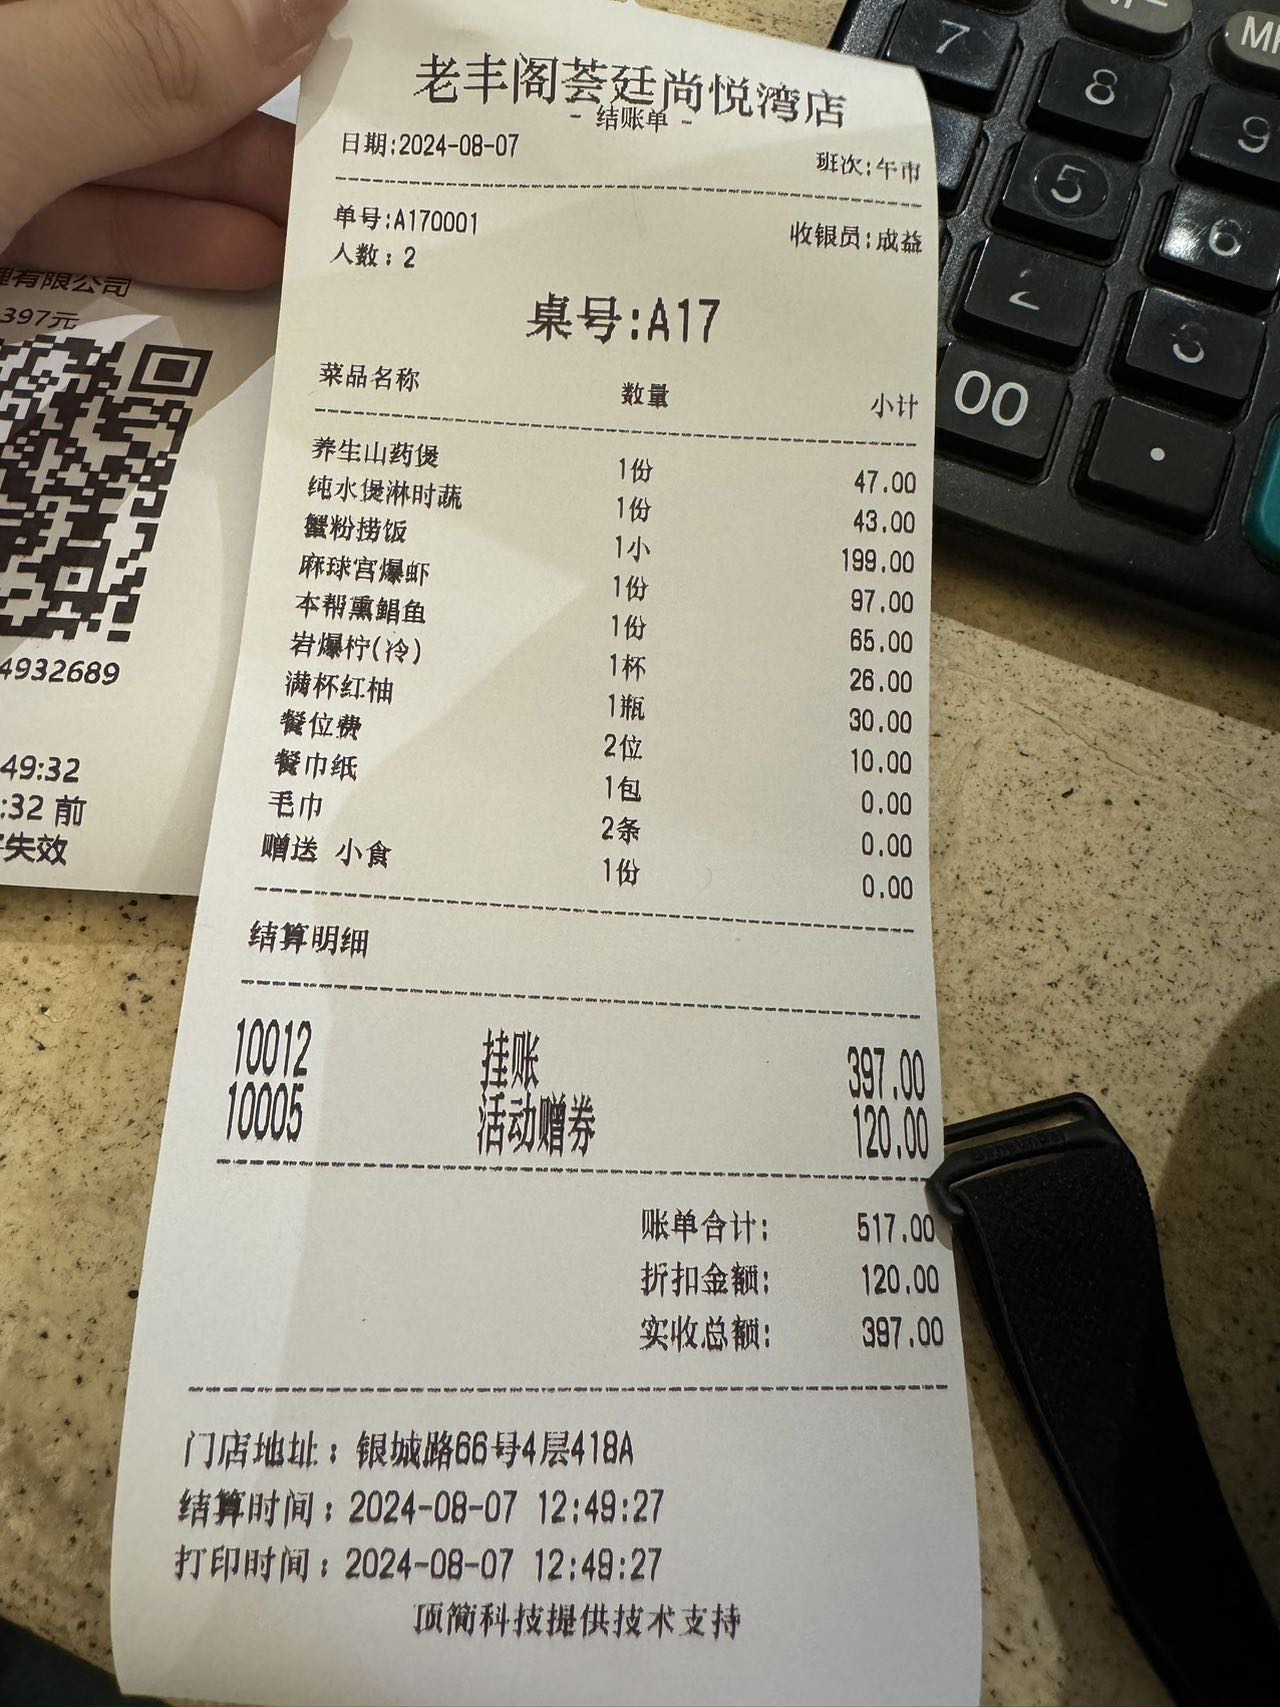 老丰阁荟廷尚悦湾店
- 结账单 -
日期:2024-08-07 班次:午市
单号:A170001 收银员:成益
人数: 2
桌号:A17
菜品名称 数量 小计
养生山药煲 1份 47.00
纯水煲淋时蔬 1份 43.00
蟹粉捞饭 1小 199.00
麻球宫爆虾 1份 97.00
本帮熏鲳鱼 1份 65.00
岩爆柠(冷) 1杯 26.00
满杯红柚 1瓶 30.00
餐位费 2位 10.00
餐巾纸 1包 0.00
毛巾 2条 0.00
赠送 小食 1份 0.00
结算明细
10012 挂账 397.00
10005 活动赠券 120.00
账单合计: 517.00
折扣金额: 120.00
实收总额: 397.00
门店地址: 银城路66号4层418A
结算时间: 2024-08-07 12:49:27
打印时间: 2024-08-07 12:49:27
顶简科技提供技术支持
理有限公司
397元
4932689
49:32
:32 前
失效
7
8
9
5
6
00
.